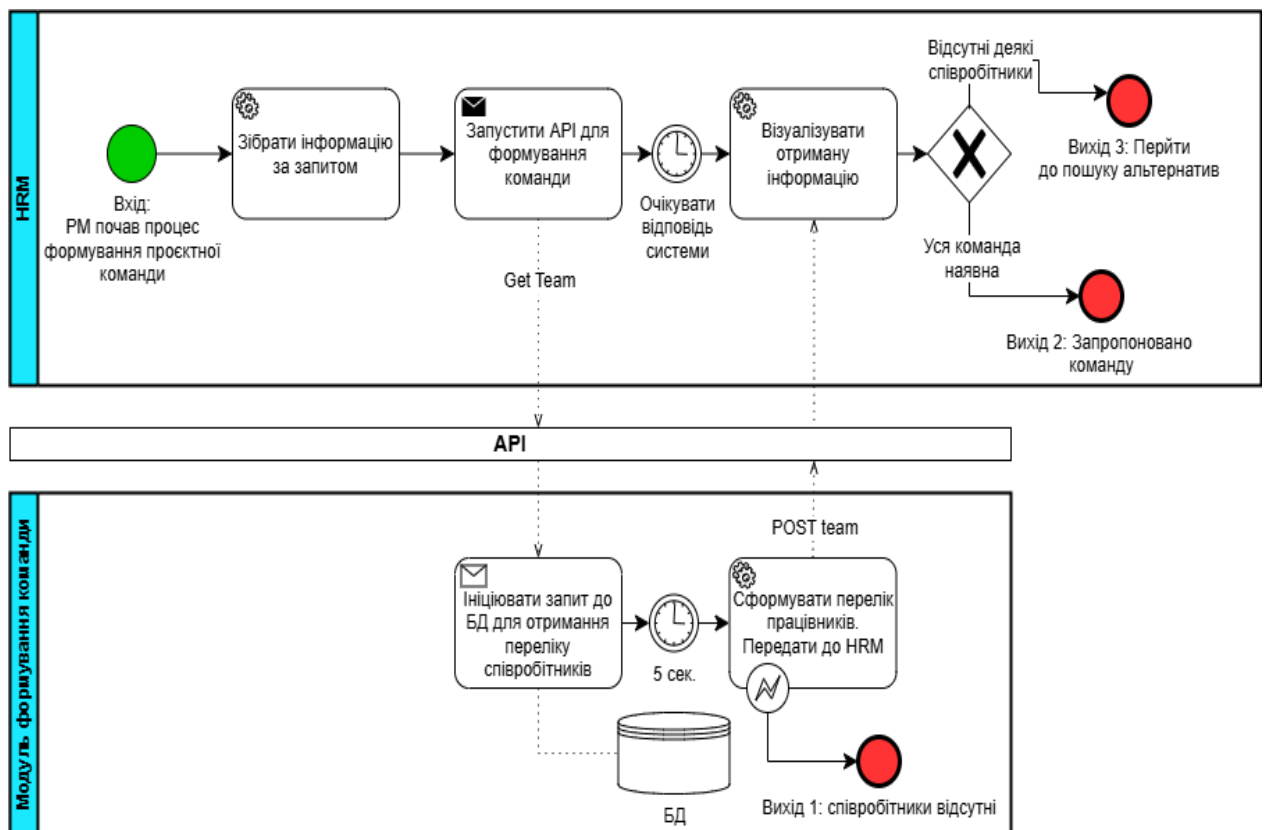 HRM
Вхід:
PM почав процес
формування проєктної
команди
Зібрати інформацію
за запитом
Запустити API для
формування
команди
Get Team
Очікувати
відповідь
системи
Візуалізувати
отриману
інформацію
Відсутні деякі
співробітники
Вихід 3: Перйти
до пошуку альтернатив
Уся команда
наявна
Вихід 2: Запропоновано
команду
API
Модуль формування команди
Ініціювати запит до
БД для отримання
переліку
співробітників
5 сек.
POST team
Сформувати перелік
працівників.
Передати до HRM
БД
Вихід 1: співробітники відсутні